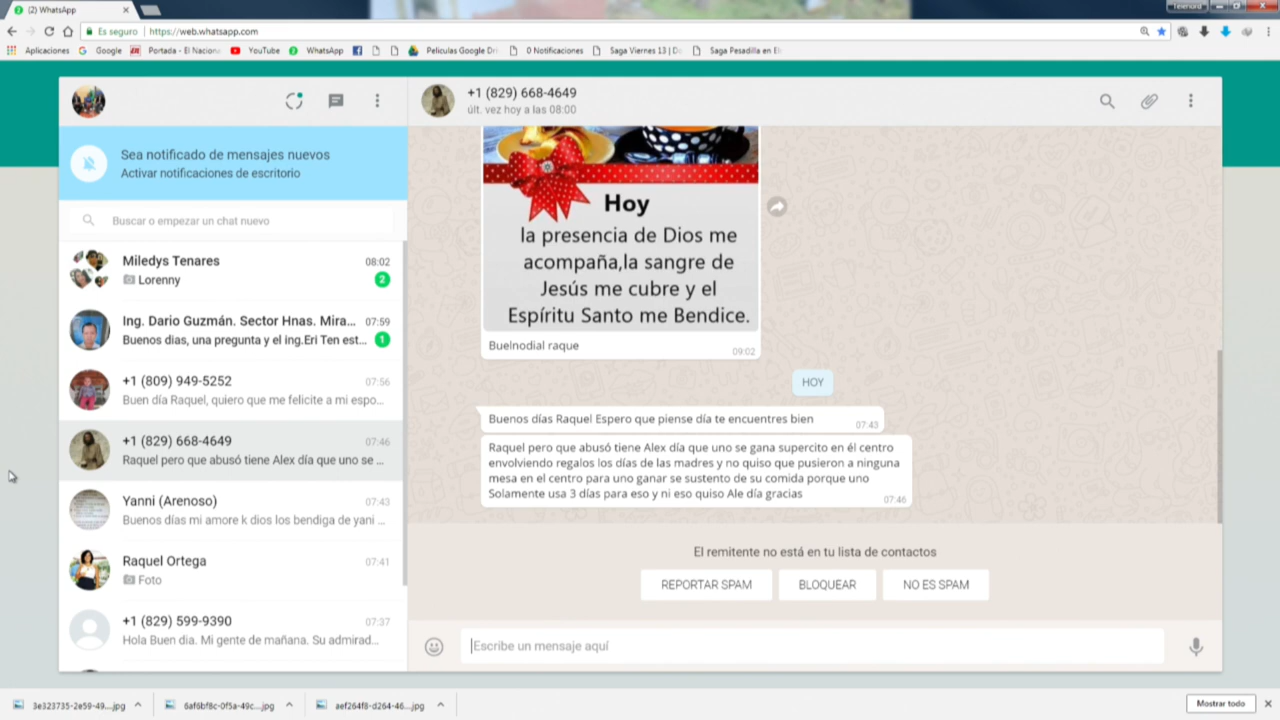 (2) WhatsApp
Telenord
Es seguro
https://web.whatsapp.com
Aplicaciones
Google
Portada - El Nacion
YouTube
WhatsApp
Películas Google Dri
0 Notificaciones
Saga Viernes 13 | D
Saga Pesadilla en El
+1 (829) 668-4649
últ. vez hoy a las 08:00
Sea notificado de mensajes nuevos
Activar notificaciones de escritorio
Buscar o empezar un chat nuevo
Miledys Tenares
08:02
Lorenny
2
Ing. Dario Guzmán. Sector Hnas. Mira...
07:59
Buenos dias, una pregunta y el ing.Eri Ten est...
1
+1 (809) 949-5252
07:56
Buen día Raquel, quiero que me felicite a mi espo...
+1 (829) 668-4649
07:46
Raquel pero que abusó tiene Alex día que uno se ...
Yanni (Arenoso)
07:43
Buenos días mi amore k dios los bendiga de yani ...
Raquel Ortega
07:41
Foto
+1 (829) 599-9390
07:37
Hola Buen dia. Mi gente de mañana. Su admirad...
Hoy
la presencia de Dios me
acompaña,la sangre de
Jesús me cubre y el
Espíritu Santo me Bendice.
Buelnodial raque
09:02
HOY
Buenos días Raquel Espero que piense día te encuentres bien
07:43
Raquel pero que abusó tiene Alex día que uno se gana supercito en él centro
envolviendo regalos los días de las madres y no quiso que pusieron a ninguna
mesa en el centro para uno ganar se sustento de su comida porque uno
Solamente usa 3 días para eso y ni eso quiso Ale día gracias
07:46
El remitente no está en tu lista de contactos
REPORTAR SPAM
BLOQUEAR
NO ES SPAM
Escribe un mensaje aquí
3e323735-2e59-49....jpg
6af6bf8c-0f5a-49c....jpg
aef264f8-d264-46....jpg
Mostrar todo